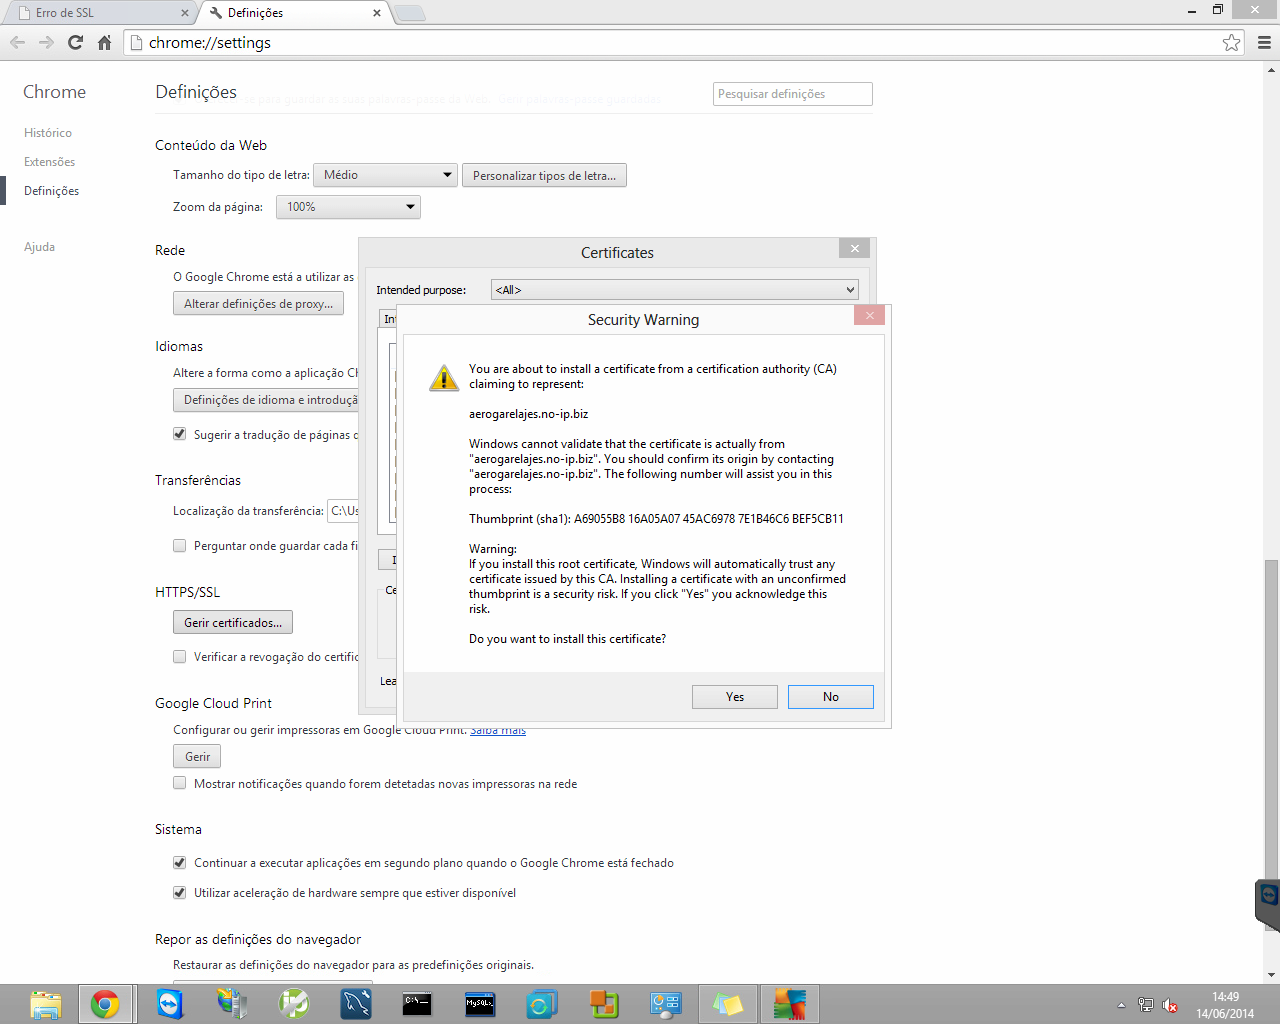 Erro de SSL
Definições
chrome://settings
Chrome
Histórico
Extensões
Definições
Ajuda
Definições
Pesquisar definições
Conteúdo da Web
Tamanho do tipo de letra:
Médio
Personalizar tipos de letra...
Zoom da página:
100%
Rede
O Google Chrome está a utilizar as
Alterar definições de proxy...
Idiomas
Altere a forma como a aplicação Ch
Definições de idioma e introduçã
Sugerir a tradução de páginas
Transferências
Localização da transferência:
C:\Us
Perguntar onde guardar cada fi
HTTPS/SSL
Gerir certificados...
Verificar a revogação do certific
Google Cloud Print
Configurar ou gerir impressoras em Google Cloud Print. Saiba mais
Gerir
Mostrar notificações quando forem detetadas novas impressoras na rede
Sistema
Continuar a executar aplicações em segundo plano quando o Google Chrome está fechado
Utilizar aceleração de hardware sempre que estiver disponível
Repor as definições do navegador
Restaurar as definições do navegador para as predefinições originais.
Certificates
Intended purpose:
<All>
Int
I
Ce
Lea
Security Warning
You are about to install a certificate from a certification authority (CA)
claiming to represent:
aerogarelajes.no-ip.biz
Windows cannot validate that the certificate is actually from
"aerogarelajes.no-ip.biz". You should confirm its origin by contacting
"aerogarelajes.no-ip.biz". The following number will assist you in this
process:
Thumbprint (sha1): A69055B8 16A05A07 45AC6978 7E1B46C6 BEF5CB11
Warning:
If you install this root certificate, Windows will automatically trust any
certificate issued by this CA. Installing a certificate with an unconfirmed
thumbprint is a security risk. If you click "Yes" you acknowledge this
risk.
Do you want to install this certificate?
Yes
No
C:\
MySQL
14:49
14/06/2014